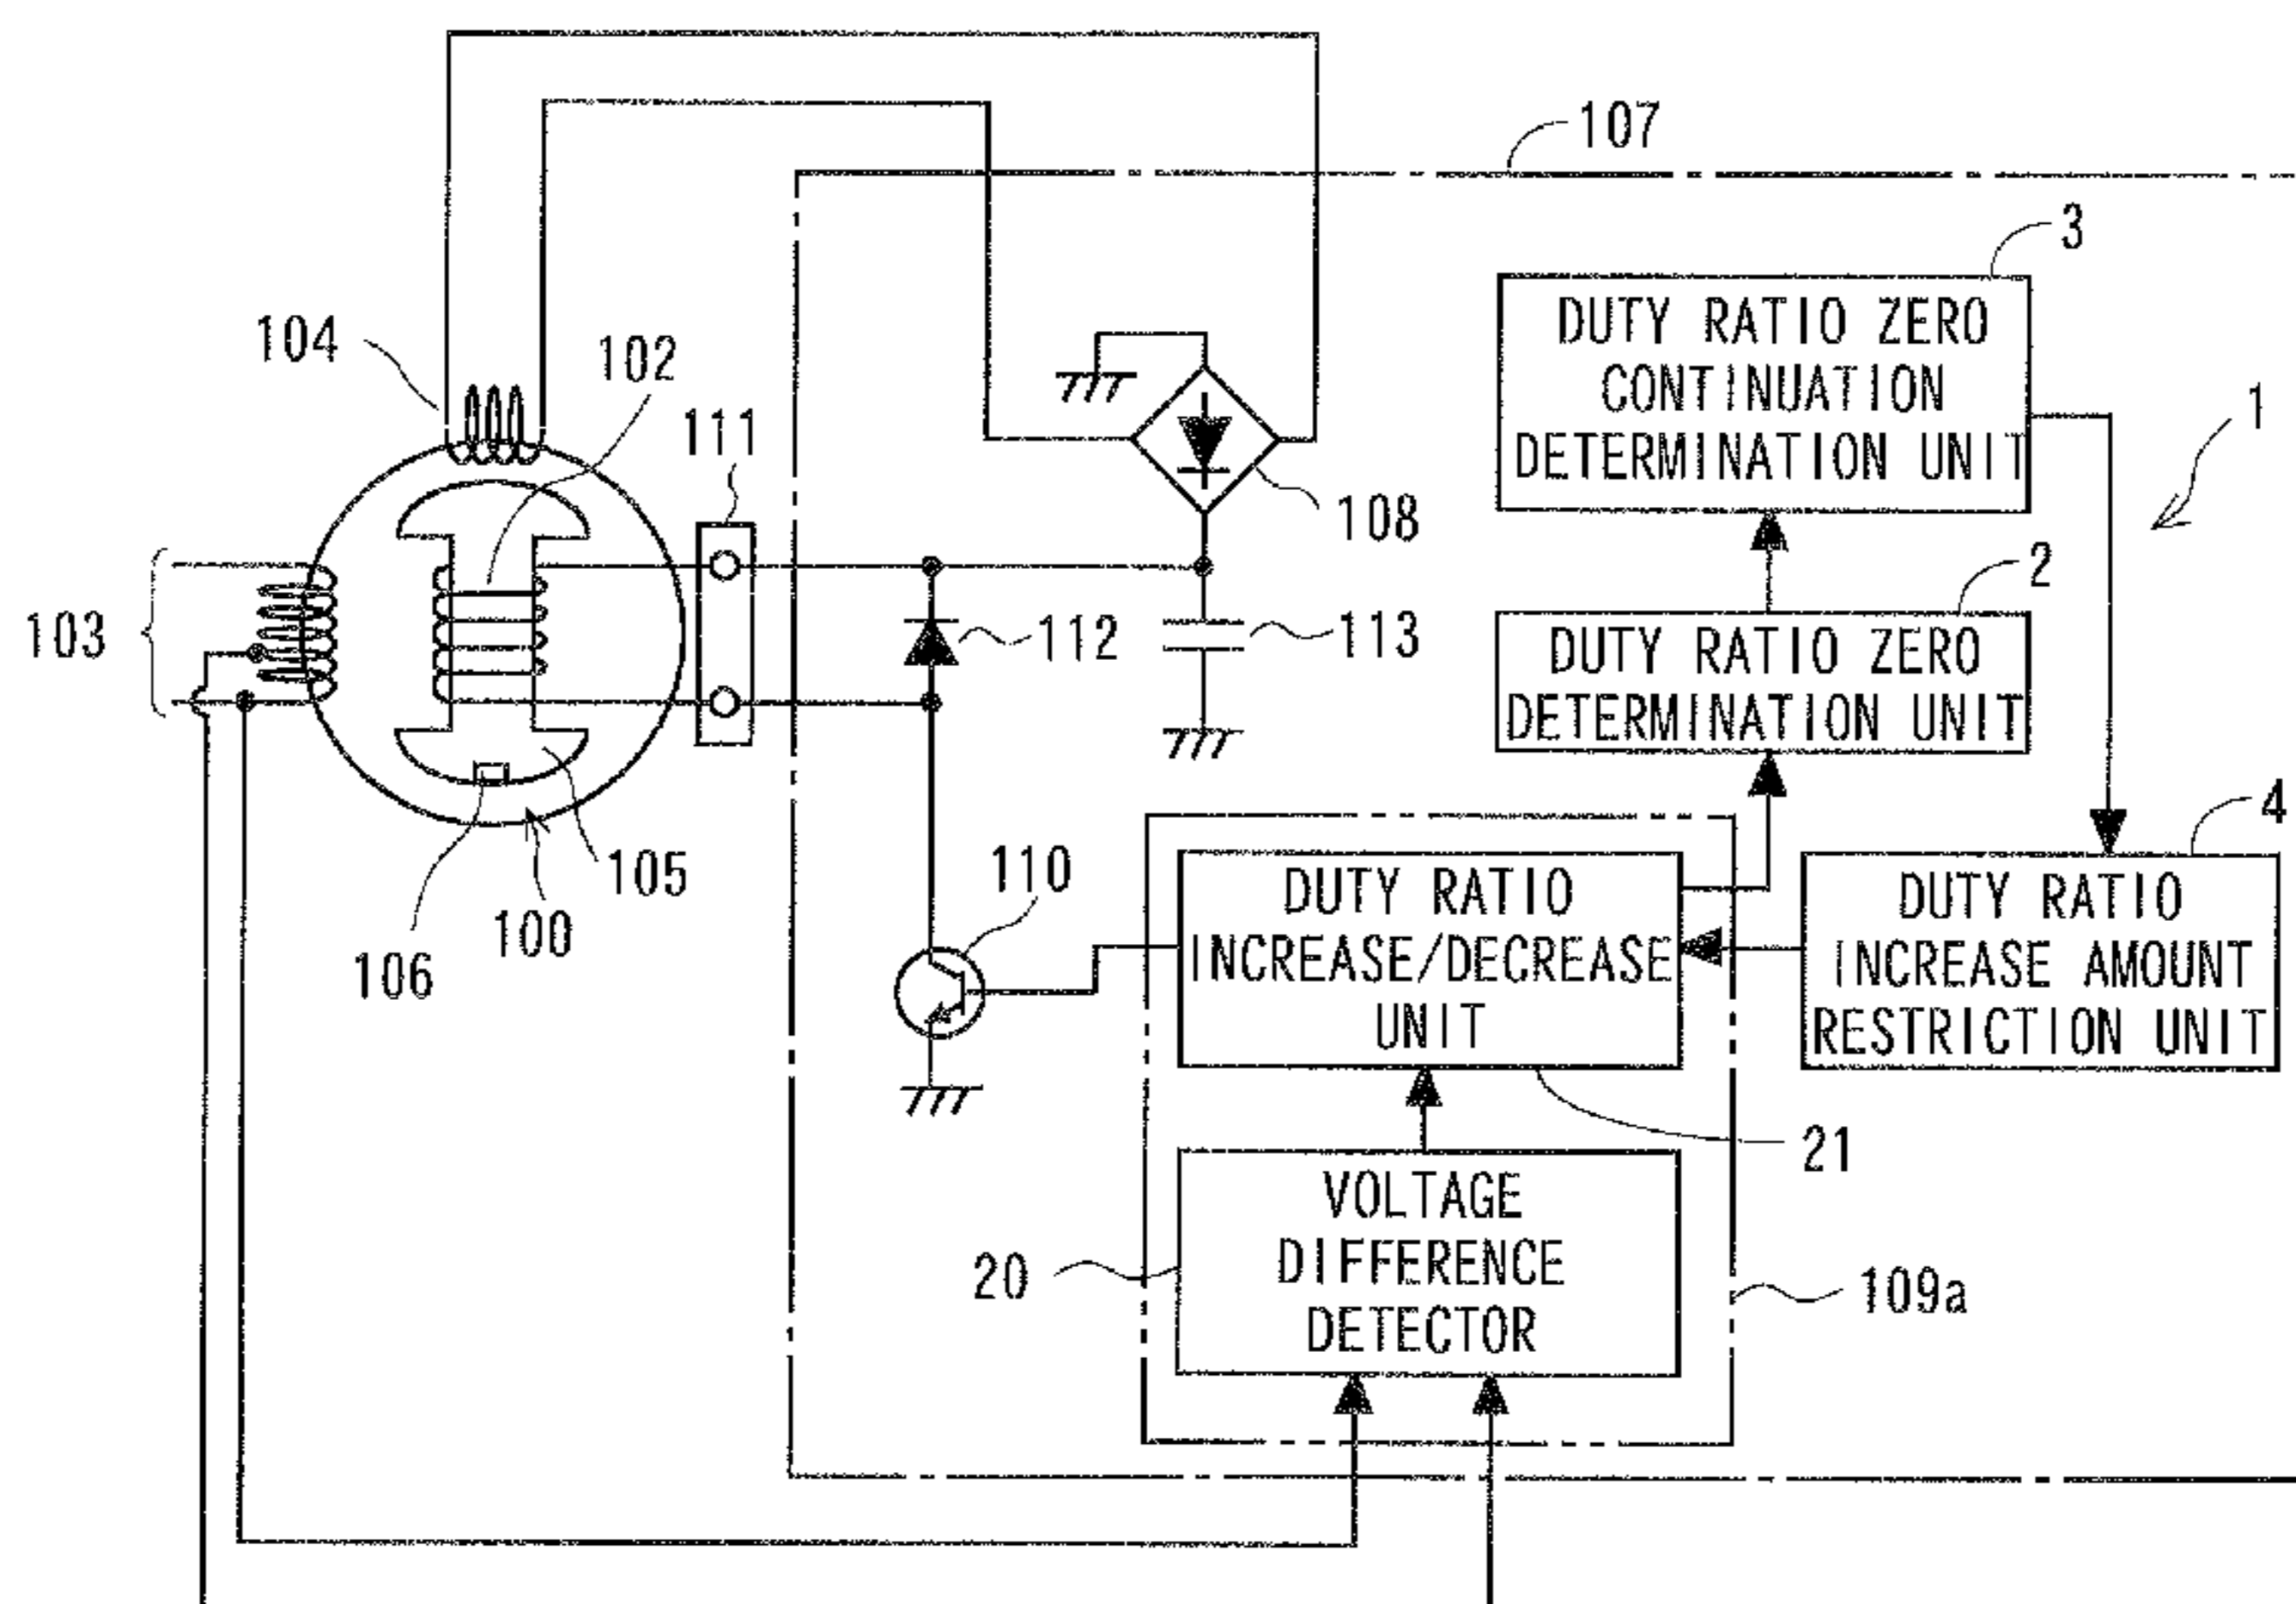 107
3
DUTY RATIO ZERO
CONTINUATION
DETERMINATION UNIT
1
104
102
111
108
2
103
112
113
DUTY RATIO ZERO
DETERMINATION UNIT
4
110
105
100
106
DUTY RATIO
INCREASE/DECREASE
UNIT
DUTY RATIO
INCREASE AMOUNT
RESTRICTION UNIT
21
VOLTAGE
DIFFERENCE
DETECTOR
20
109a